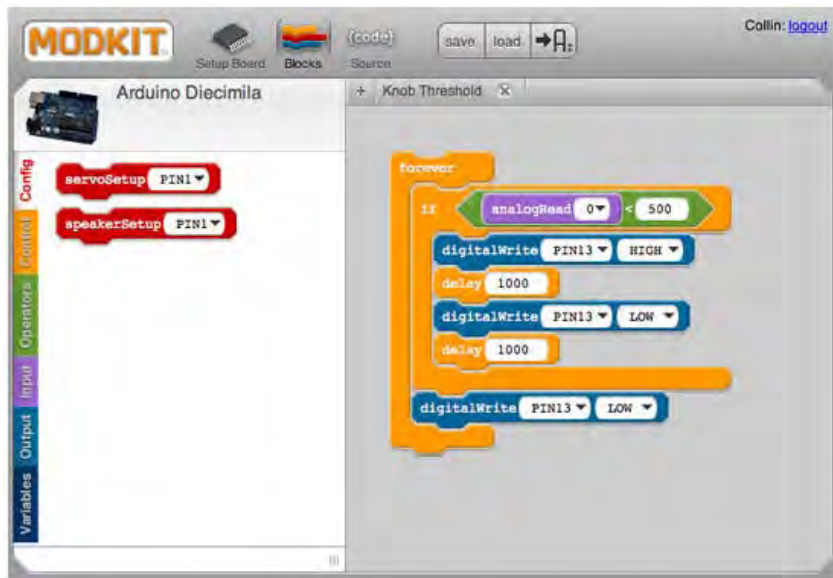 MODKIT
Setup Board
Blocks
{code}
Source
save
load
Collin: logout
Arduino Diecimila
+ Knob Threshold
Config
Control
Operators
Input
Output
Variables
servoSetup PIN1
speakerSetup PIN1
forever
if analogRead 0 < 500
digitalWrite PIN13 HIGH
delay 1000
digitalWrite PIN13 LOW
delay 1000
digitalWrite PIN13 LOW